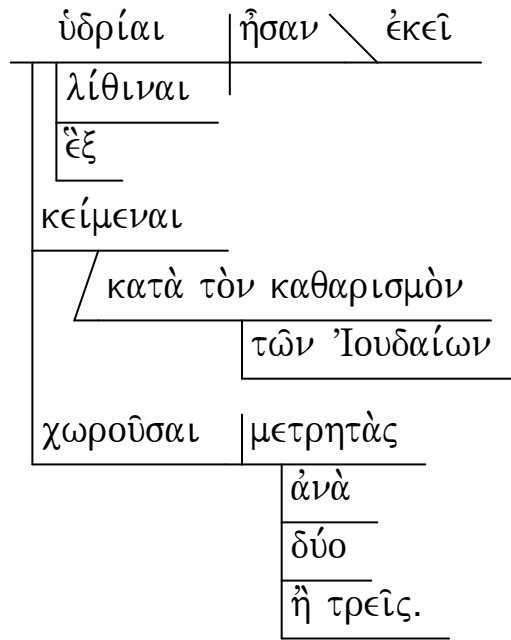 ὑδρίαι ἦσαν ἐκεῖ
λίθιναι
ἓξ
κείμεναι
κατὰ τὸν καθαρισμὸν
τῶν Ἰουδαίων
χωροῦσαι μετρητὰς
ἀνὰ
δύο
ἢ τρεῖς.